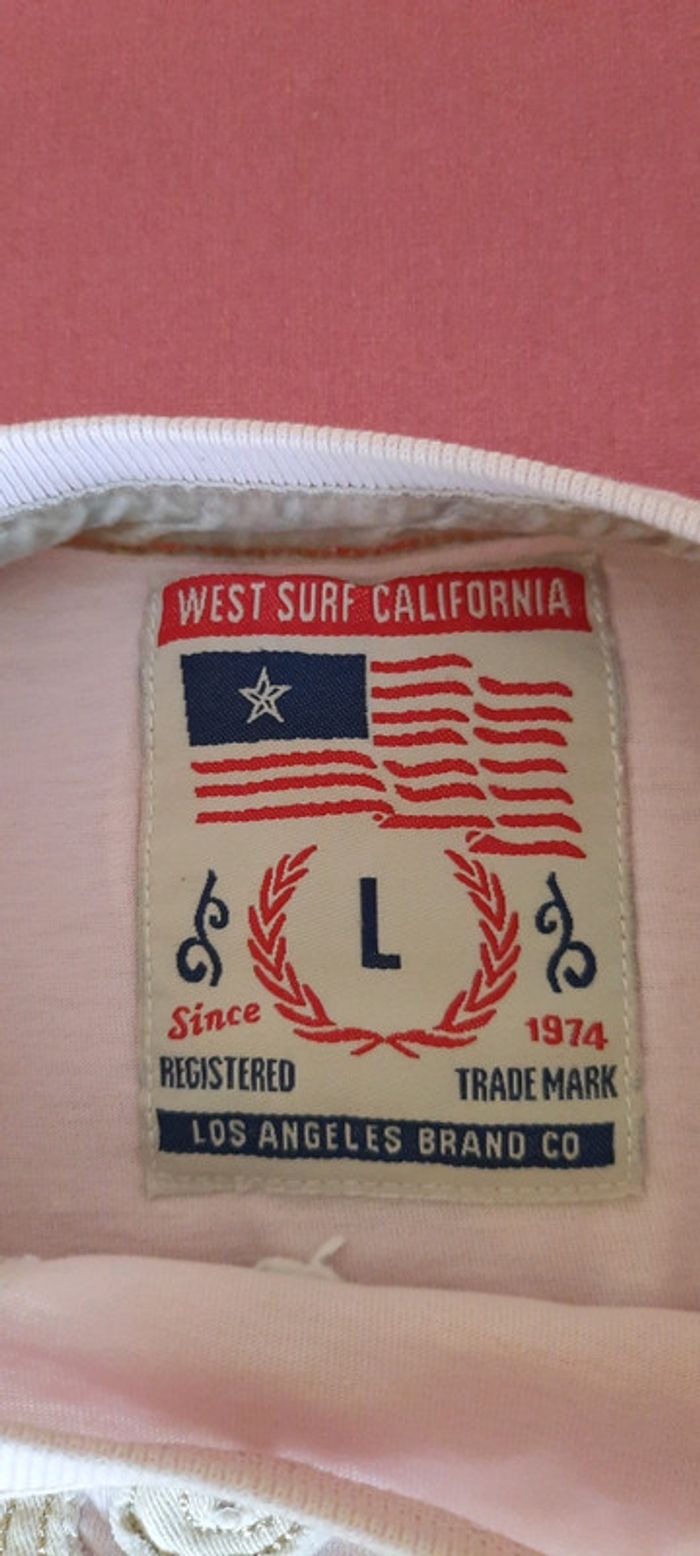 WEST SURF CALIFORNIA
L
Since 1974
REGISTERED TRADE MARK
LOS ANGELES BRAND CO